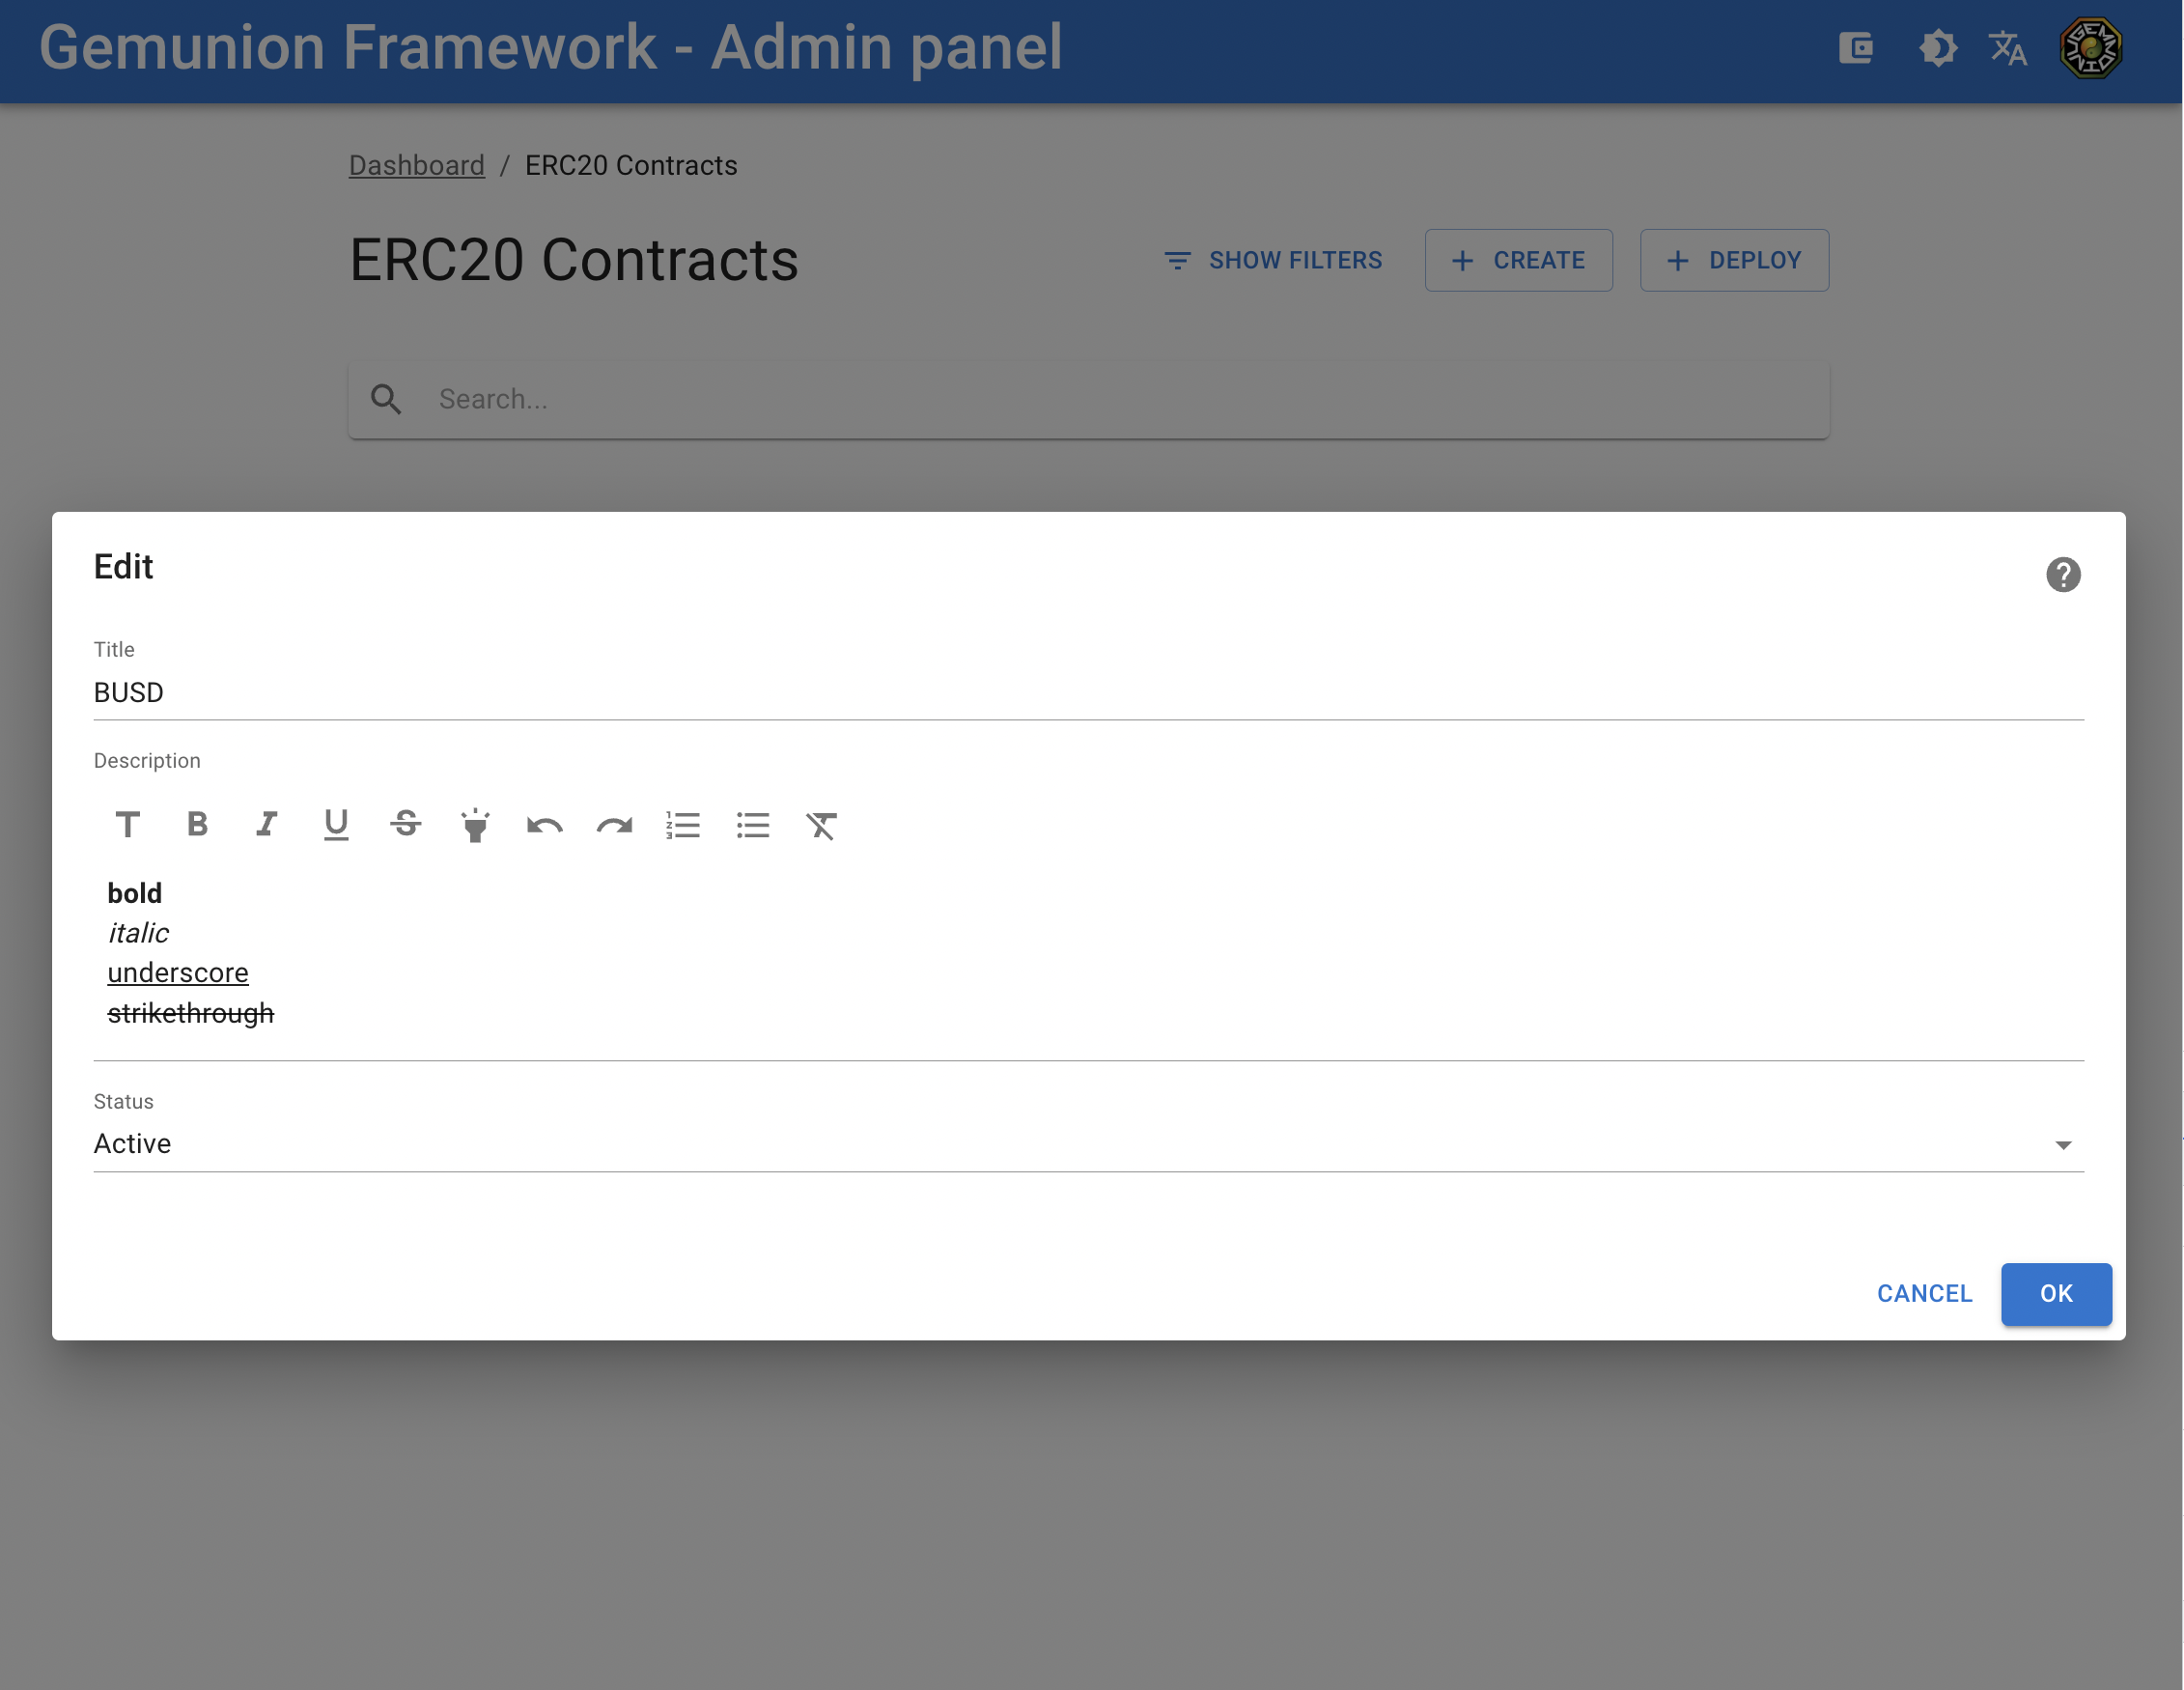 Gemunion Framework - Admin panel
Dashboard / ERC20 Contracts
ERC20 Contracts
SHOW FILTERS
CREATE
DEPLOY
Search...
Edit
Title
BUSD
Description
bold
italic
underscore
strikethrough
Status
Active
CANCEL
OK